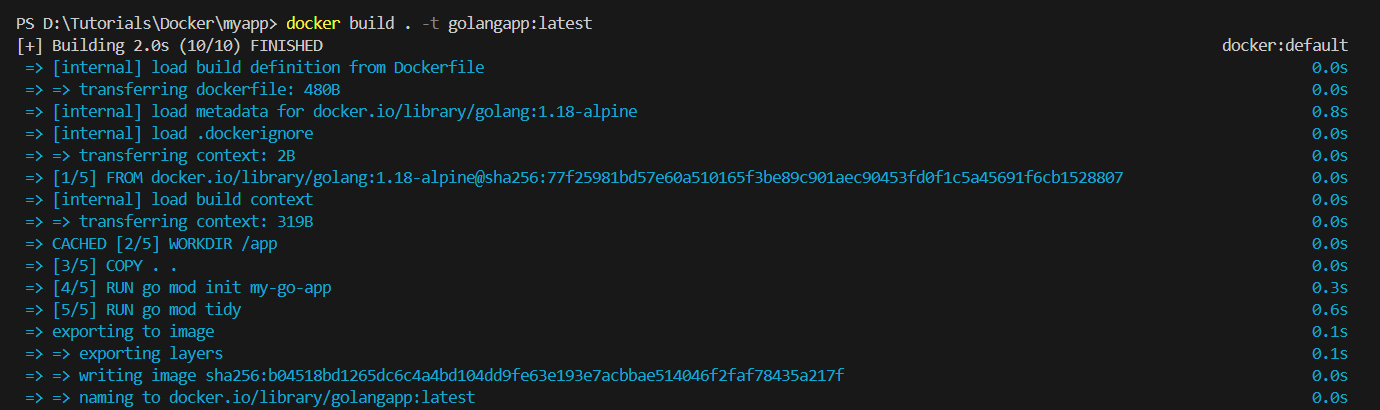 PS D:\Tutorials\Docker\myapp> docker build . -t golangapp:latest
[+] Building 2.0s (10/10) FINISHED docker:default
=> [internal] load build definition from Dockerfile 0.0s
=> => transferring dockerfile: 480B 0.0s
=> [internal] load metadata for docker.io/library/golang:1.18-alpine 0.8s
=> [internal] load .dockerignore 0.0s
=> => transferring context: 2B 0.0s
=> [1/5] FROM docker.io/library/golang:1.18-alpine@sha256:77f25981bd57e60a510165f3be89c901aec90453fd0f1c5a45691f6cb1528807 0.0s
=> [internal] load build context 0.0s
=> => transferring context: 319B 0.0s
=> CACHED [2/5] WORKDIR /app 0.0s
=> [3/5] COPY . . 0.0s
=> [4/5] RUN go mod init my-go-app 0.3s
=> [5/5] RUN go mod tidy 0.6s
=> exporting to image 0.1s
=> => exporting layers 0.1s
=> => writing image sha256:b04518bd1265dc6c4a4bd104dd9fe63e193e7acbbae514046f2faf78435a217f 0.0s
=> => naming to docker.io/library/golangapp:latest 0.0s